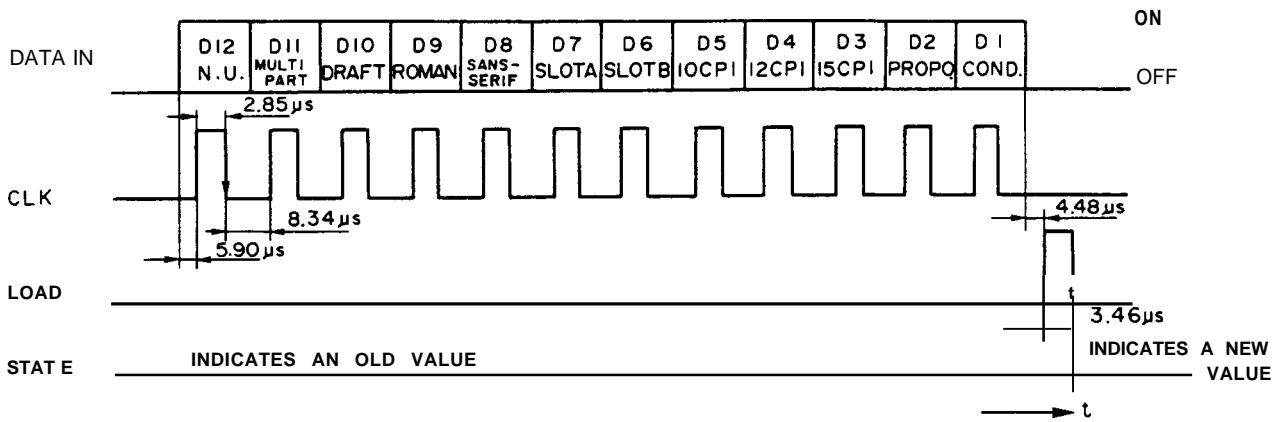 ON
DATA IN
D12 D11 D10 D9 D8 D7 D6 D5 D4 D3 D2 D1
N.U. MULTI PART DRAFT ROMAN SANS-SERIF SLOTA SLOTB 10CPI 12CPI 15CPI PROPO COND.
OFF
2.85µs
CLK
4.48µs
8.34µs
5.90µs
LOAD
t
3.46µs
INDICATES AN OLD VALUE
INDICATES A NEW
STAT E
VALUE
t